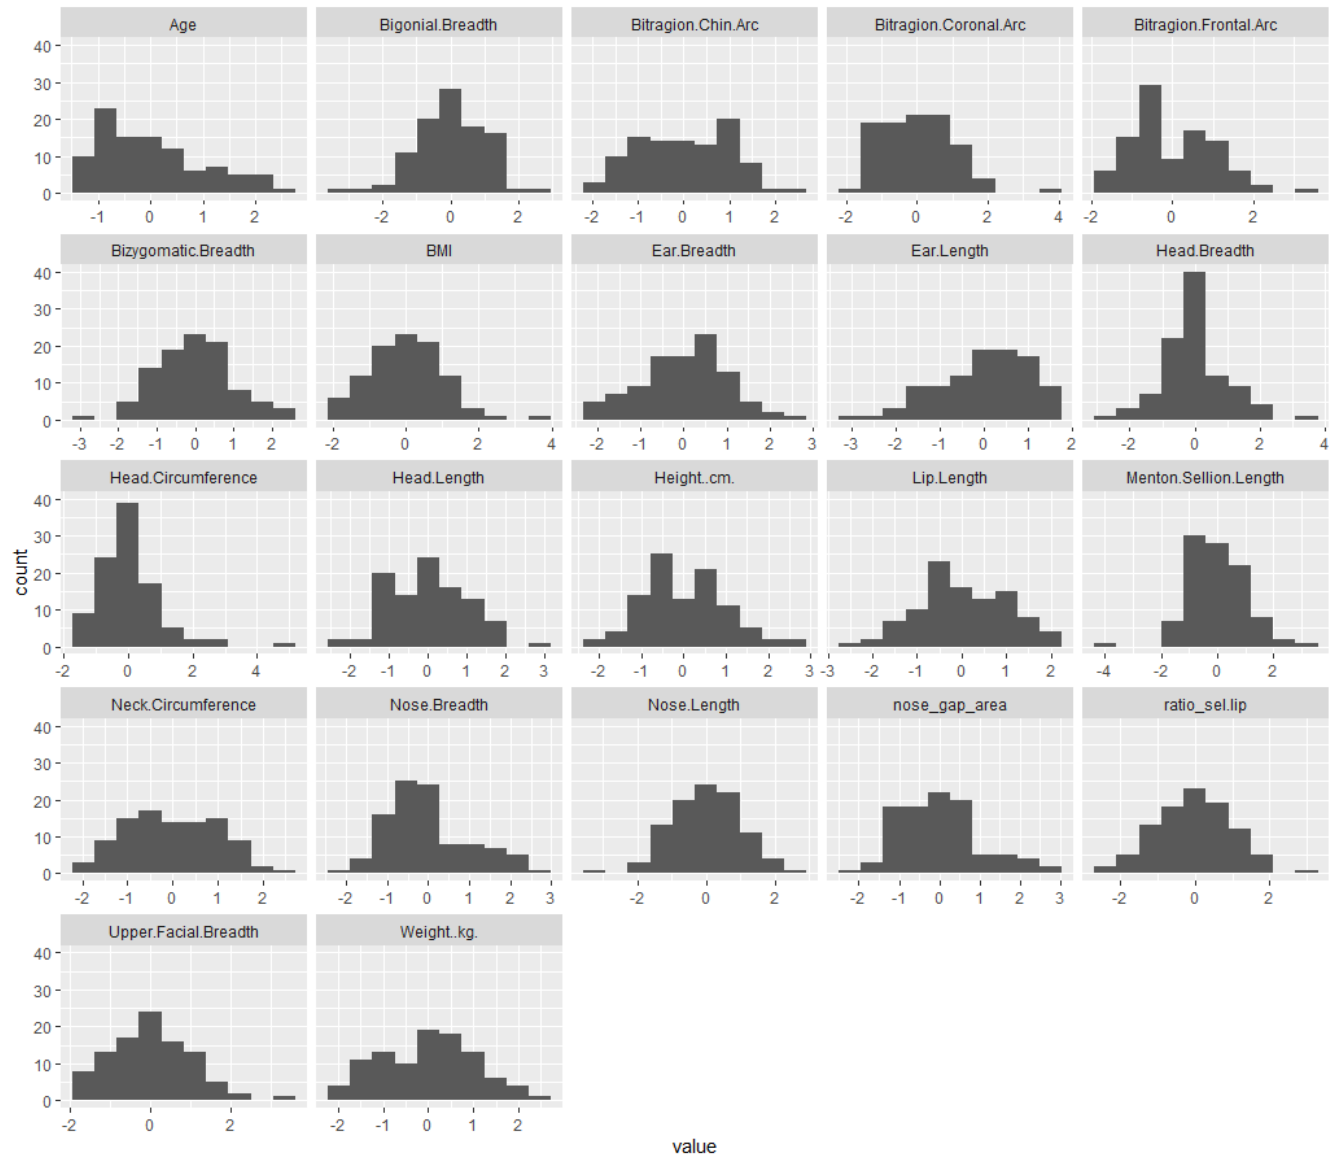 Age Bigonial.Breadth Bitragion.Chin.Arc Bitragion.Coronal.Arc Bitragion.Frontal.Arc
40
30
20
10
0
-1 0 1 2 -2 0 2 -2 -1 0 1 2 -2 0 2 4 -2 0 2
Bizygomatic.Breadth BMI Ear.Breadth Ear.Length Head.Breadth
40
30
20
10
0
-3 -2 -1 0 1 2 -2 0 2 4 -2 -1 0 1 2 3 -3 -2 -1 0 1 2 -2 0 2 4
Head.Circumference Head.Length Height..cm. Lip.Length Menton.Sellion.Length
40
30
20
10
0
-2 0 2 4 -2 -1 0 1 2 3 -2 -1 0 1 2 3 -3 -2 -1 0 1 2 -4 -2 0 2
count
Neck.Circumference Nose.Breadth Nose.Length nose_gap_area ratio_sel.lip
40
30
20
10
0
-2 -1 0 1 2 -2 -1 0 1 2 3 -2 0 2 -2 -1 0 1 2 3 -2 0 2
Upper.Facial.Breadth Weight..kg.
40
30
20
10
0
-2 0 2 -2 -1 0 1 2
value